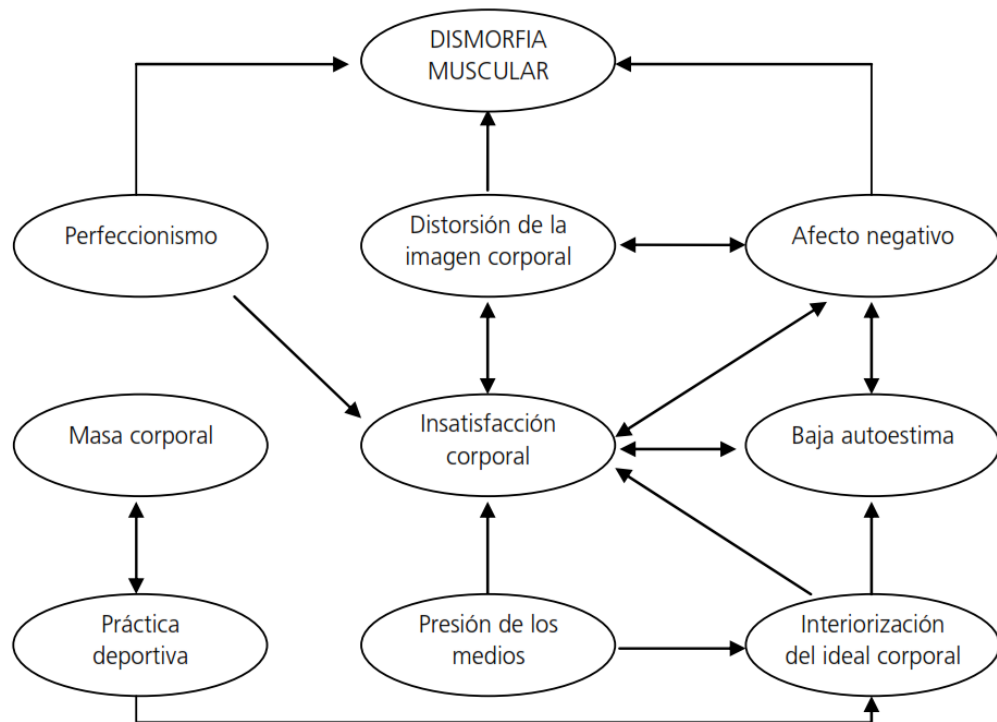 DISMORFIA
MUSCULAR
Perfeccionismo
Distorsión de la
imagen corporal
Afecto negativo
Masa corporal
Insatisfacción
corporal
Baja autoestima
Práctica
deportiva
Presión de los
medios
Interiorización
del ideal corporal